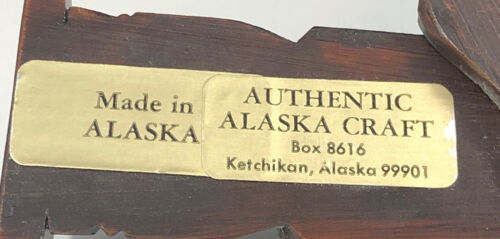 Made in
ALASKA
AUTHENTIC
ALASKA CRAFT
Box 8616
Ketchikan, Alaska 99901